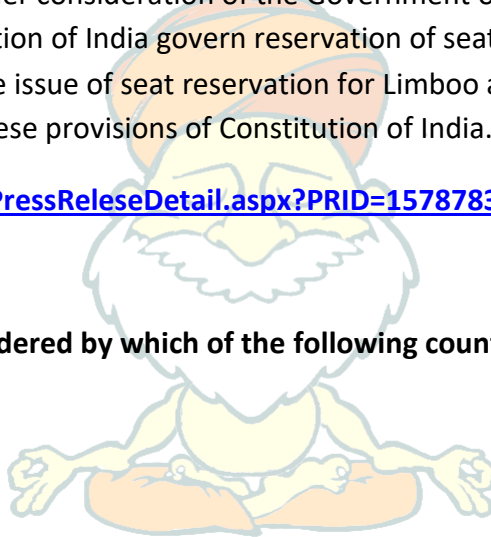 er consideration of the Government o
tion of India govern reservation of seat
e issue of seat reservation for Limboo a
ese provisions of Constitution of India.
PressReleseDetail.aspx?PRID=1578783
dered by which of the following count